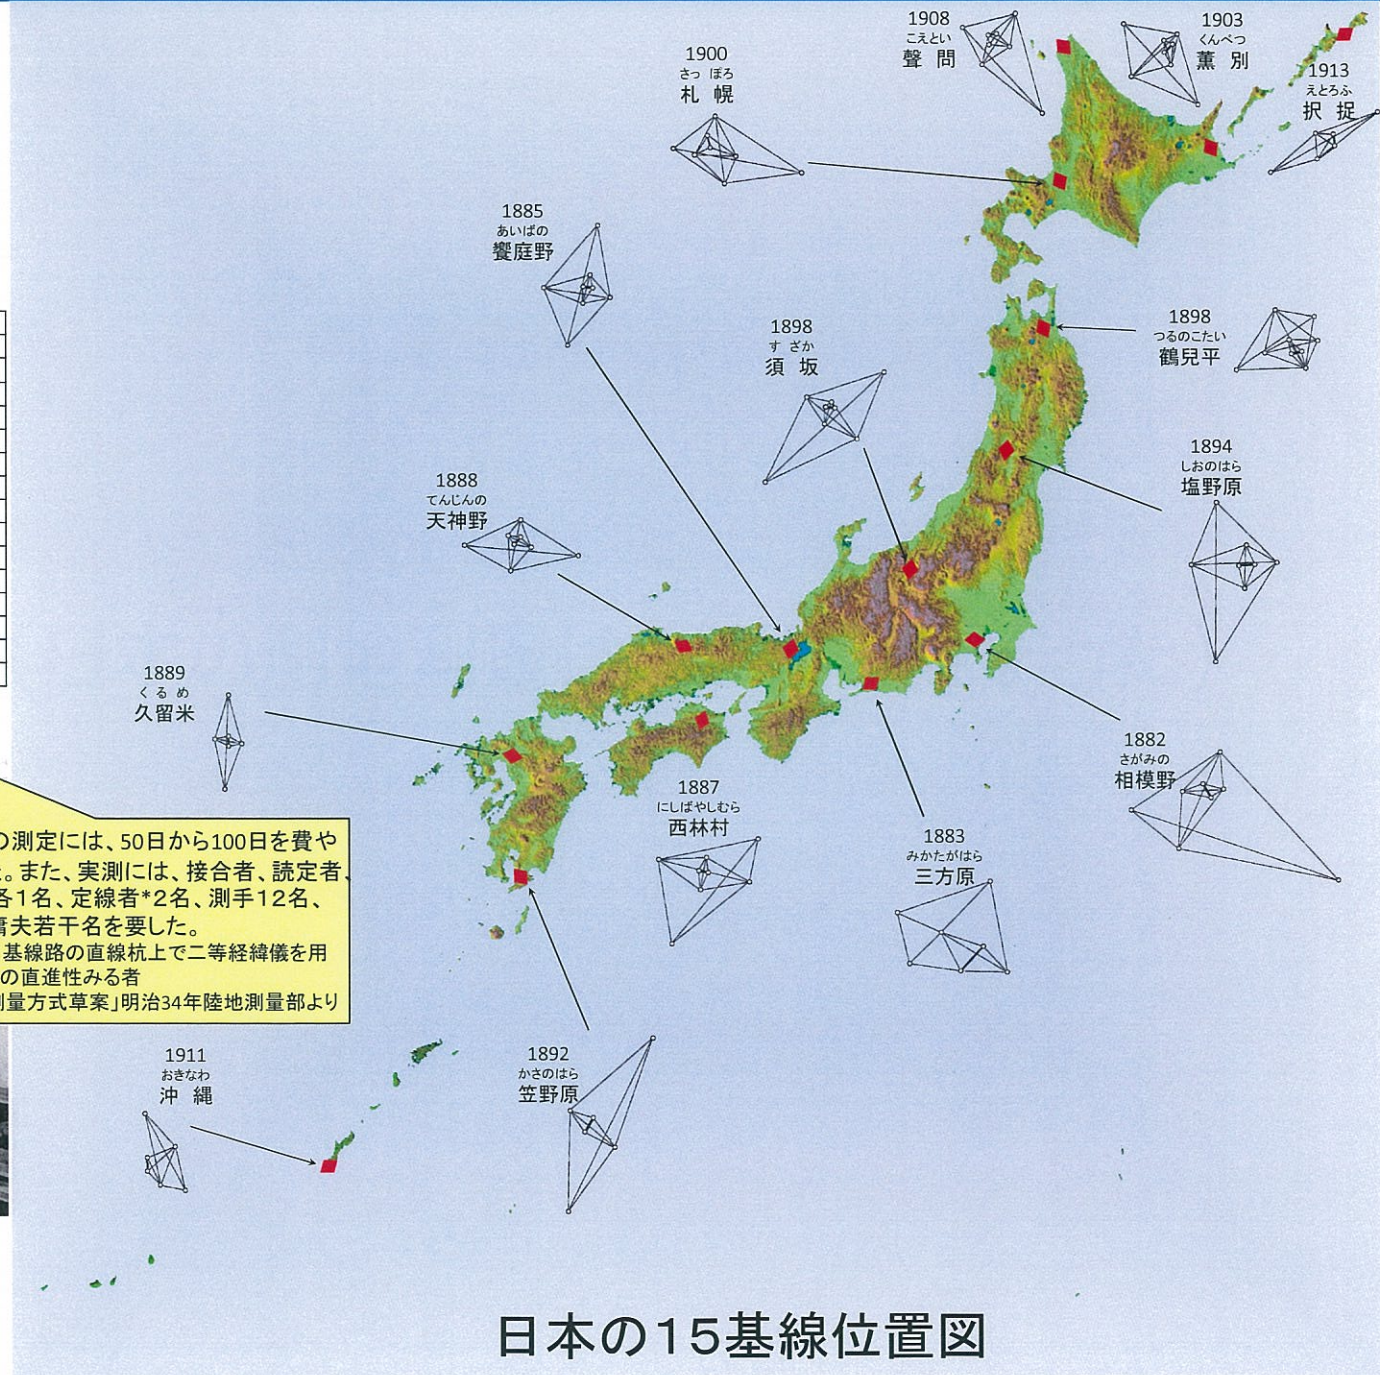 1908
こえとい
聲 問
1903
くんべつ
薫 別
1913
えとろふ
択 捉
1900
さっ ぽろ
札 幌
1885
あいばの
饗庭野
1898
つるのこたい
鶴兒平
1898
す ざか
須 坂
1894
しおのはら
塩野原
1888
てんじんの
天神野
1889
く る め
久留米
1882
さがみの
相模野
1887
にしばやしむら
西林村
1883
みかたがはら
三方原
の測定には、50日から100日を費や
。また、実測には、接合者、読定者、
各1名、定線者*2名、測手12名、
夫若干名を要した。
基線路の直線杭上で二等経緯儀を用
の直進性みる者
量方式草案」明治34年陸地測量部より
1911
おきなわ
沖 縄
1892
かさのはら
笠野原
日本の15基線位置図